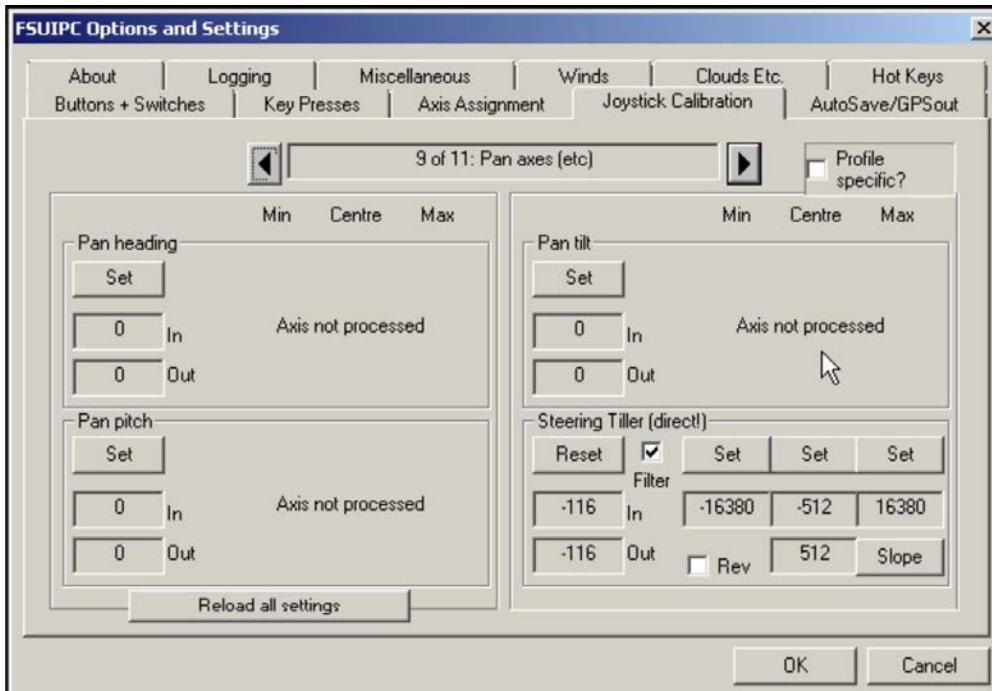 FSUIPC Options and Settings
About Logging Miscellaneous Winds Clouds Etc. Hot Keys
Buttons + Switches Key Presses Axis Assignment Joystick Calibration AutoSave/GPSout
9 of 11: Pan axes (etc)
Profile
specific?
Min Centre Max
Pan heading
Set
0 In
Axis not processed
0 Out
Pan pitch
Set
0 In
Axis not processed
0 Out
Reload all settings
Min Centre Max
Pan tilt
Set
0 In
Axis not processed
0 Out
Steering Tiller (direct!)
Reset Set Set Set
Filter
-116 In -16380 -512 16380
-116 Out Rev 512 Slope
OK Cancel